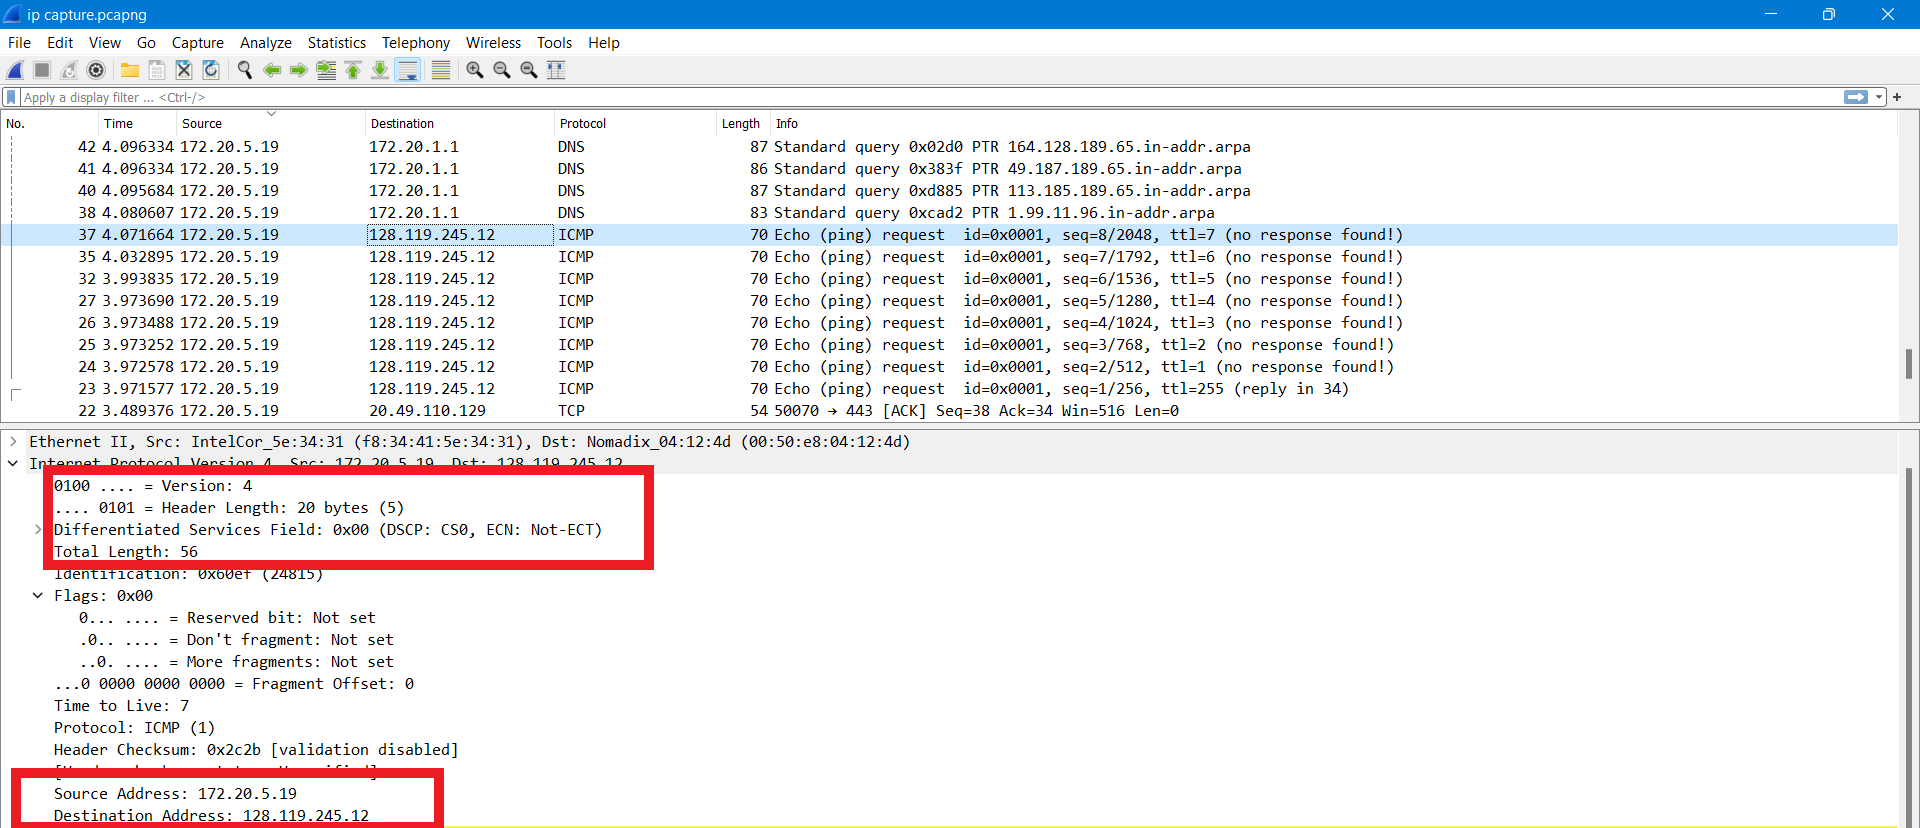 ip capture.pcapng
File Edit View Go Capture Analyze Statistics Telephony Wireless Tools Help
Apply a display filter ... <Ctrl-/>
No. Time Source Destination Protocol Length Info
42 4.096334 172.20.5.19 172.20.1.1 DNS 87 Standard query 0x02d0 PTR 164.128.189.65.in-addr.arpa
41 4.096334 172.20.5.19 172.20.1.1 DNS 86 Standard query 0x383f PTR 49.187.189.65.in-addr.arpa
40 4.095684 172.20.5.19 172.20.1.1 DNS 87 Standard query 0xd885 PTR 113.185.189.65.in-addr.arpa
38 4.080607 172.20.5.19 172.20.1.1 DNS 83 Standard query 0xcad2 PTR 1.99.11.96.in-addr.arpa
37 4.071664 172.20.5.19 128.119.245.12 ICMP 70 Echo (ping) request id=0x0001, seq=8/2048, ttl=7 (no response found!)
35 4.032895 172.20.5.19 128.119.245.12 ICMP 70 Echo (ping) request id=0x0001, seq=7/1792, ttl=6 (no response found!)
32 3.993835 172.20.5.19 128.119.245.12 ICMP 70 Echo (ping) request id=0x0001, seq=6/1536, ttl=5 (no response found!)
27 3.973690 172.20.5.19 128.119.245.12 ICMP 70 Echo (ping) request id=0x0001, seq=5/1280, ttl=4 (no response found!)
26 3.973488 172.20.5.19 128.119.245.12 ICMP 70 Echo (ping) request id=0x0001, seq=4/1024, ttl=3 (no response found!)
25 3.973252 172.20.5.19 128.119.245.12 ICMP 70 Echo (ping) request id=0x0001, seq=3/768, ttl=2 (no response found!)
24 3.972578 172.20.5.19 128.119.245.12 ICMP 70 Echo (ping) request id=0x0001, seq=2/512, ttl=1 (no response found!)
23 3.971577 172.20.5.19 128.119.245.12 ICMP 70 Echo (ping) request id=0x0001, seq=1/256, ttl=255 (reply in 34)
22 3.489376 172.20.5.19 20.49.110.129 TCP 54 50070 → 443 [ACK] Seq=38 Ack=34 Win=516 Len=0
Ethernet II, Src: IntelCor_5e:34:31 (f8:34:41:5e:34:31), Dst: Nomadix_04:12:4d (00:50:e8:04:12:4d)
Internet Protocol Version 4, Src: 172.20.5.19, Dst: 128.119.245.12
0100 .... = Version: 4
.... 0101 = Header Length: 20 bytes (5)
Differentiated Services Field: 0x00 (DSCP: CS0, ECN: Not-ECT)
Total Length: 56
Identification: 0x60ef (24815)
Flags: 0x00
0... .... = Reserved bit: Not set
.0.. .... = Don't fragment: Not set
..0. .... = More fragments: Not set
...0 0000 0000 0000 = Fragment Offset: 0
Time to Live: 7
Protocol: ICMP (1)
Header Checksum: 0x2c2b [validation disabled]
Source Address: 172.20.5.19
Destination Address: 128.119.245.12